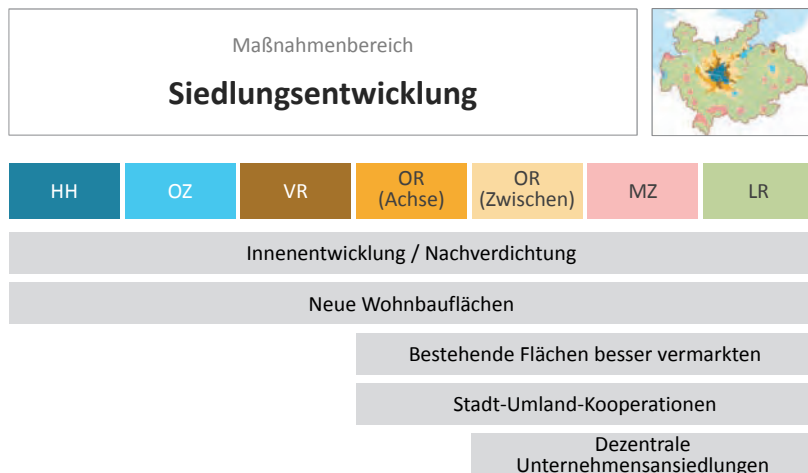 Maßnahmenbereich
Siedlungsentwicklung
HH
OZ
VR
OR
(Achse)
OR
(Zwischen)
MZ
LR
Innenentwicklung / Nachverdichtung
Neue Wohnbauflächen
Bestehende Flächen besser vermarkten
Stadt-Umland-Kooperationen
Dezentrale
Unternehmensansiedlungen